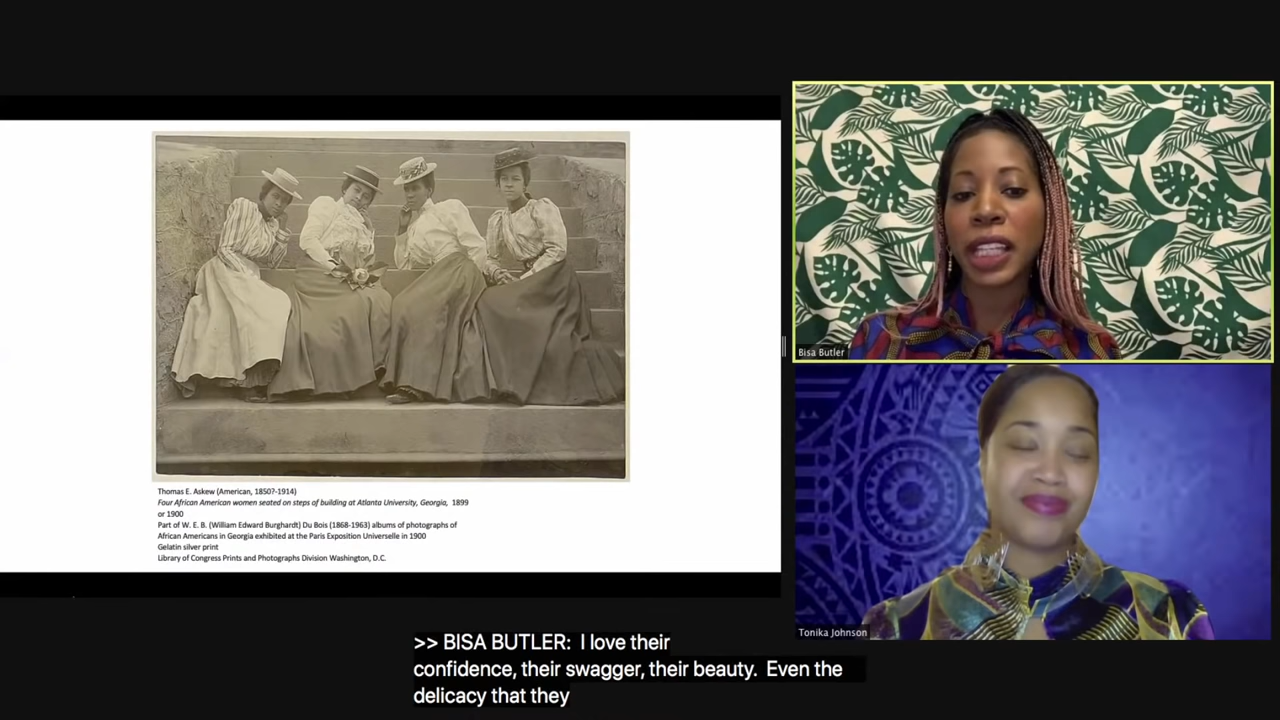 Thomas E. Askew (American, 1850?-1914)
Four African American women seated on steps of building at Atlanta University, Georgia, 1899
or 1900
Part of W. E. B. (William Edward Burghardt) Du Bois (1868-1963) albums of photographs of
African Americans in Georgia exhibited at the Paris Exposition Universelle in 1900
Gelatin silver print
Library of Congress Prints and Photographs Division Washington, D.C.
Bisa Butler
Tonika Johnson
>> BISA BUTLER:  I love their
confidence, their swagger, their beauty.  Even the
delicacy that they